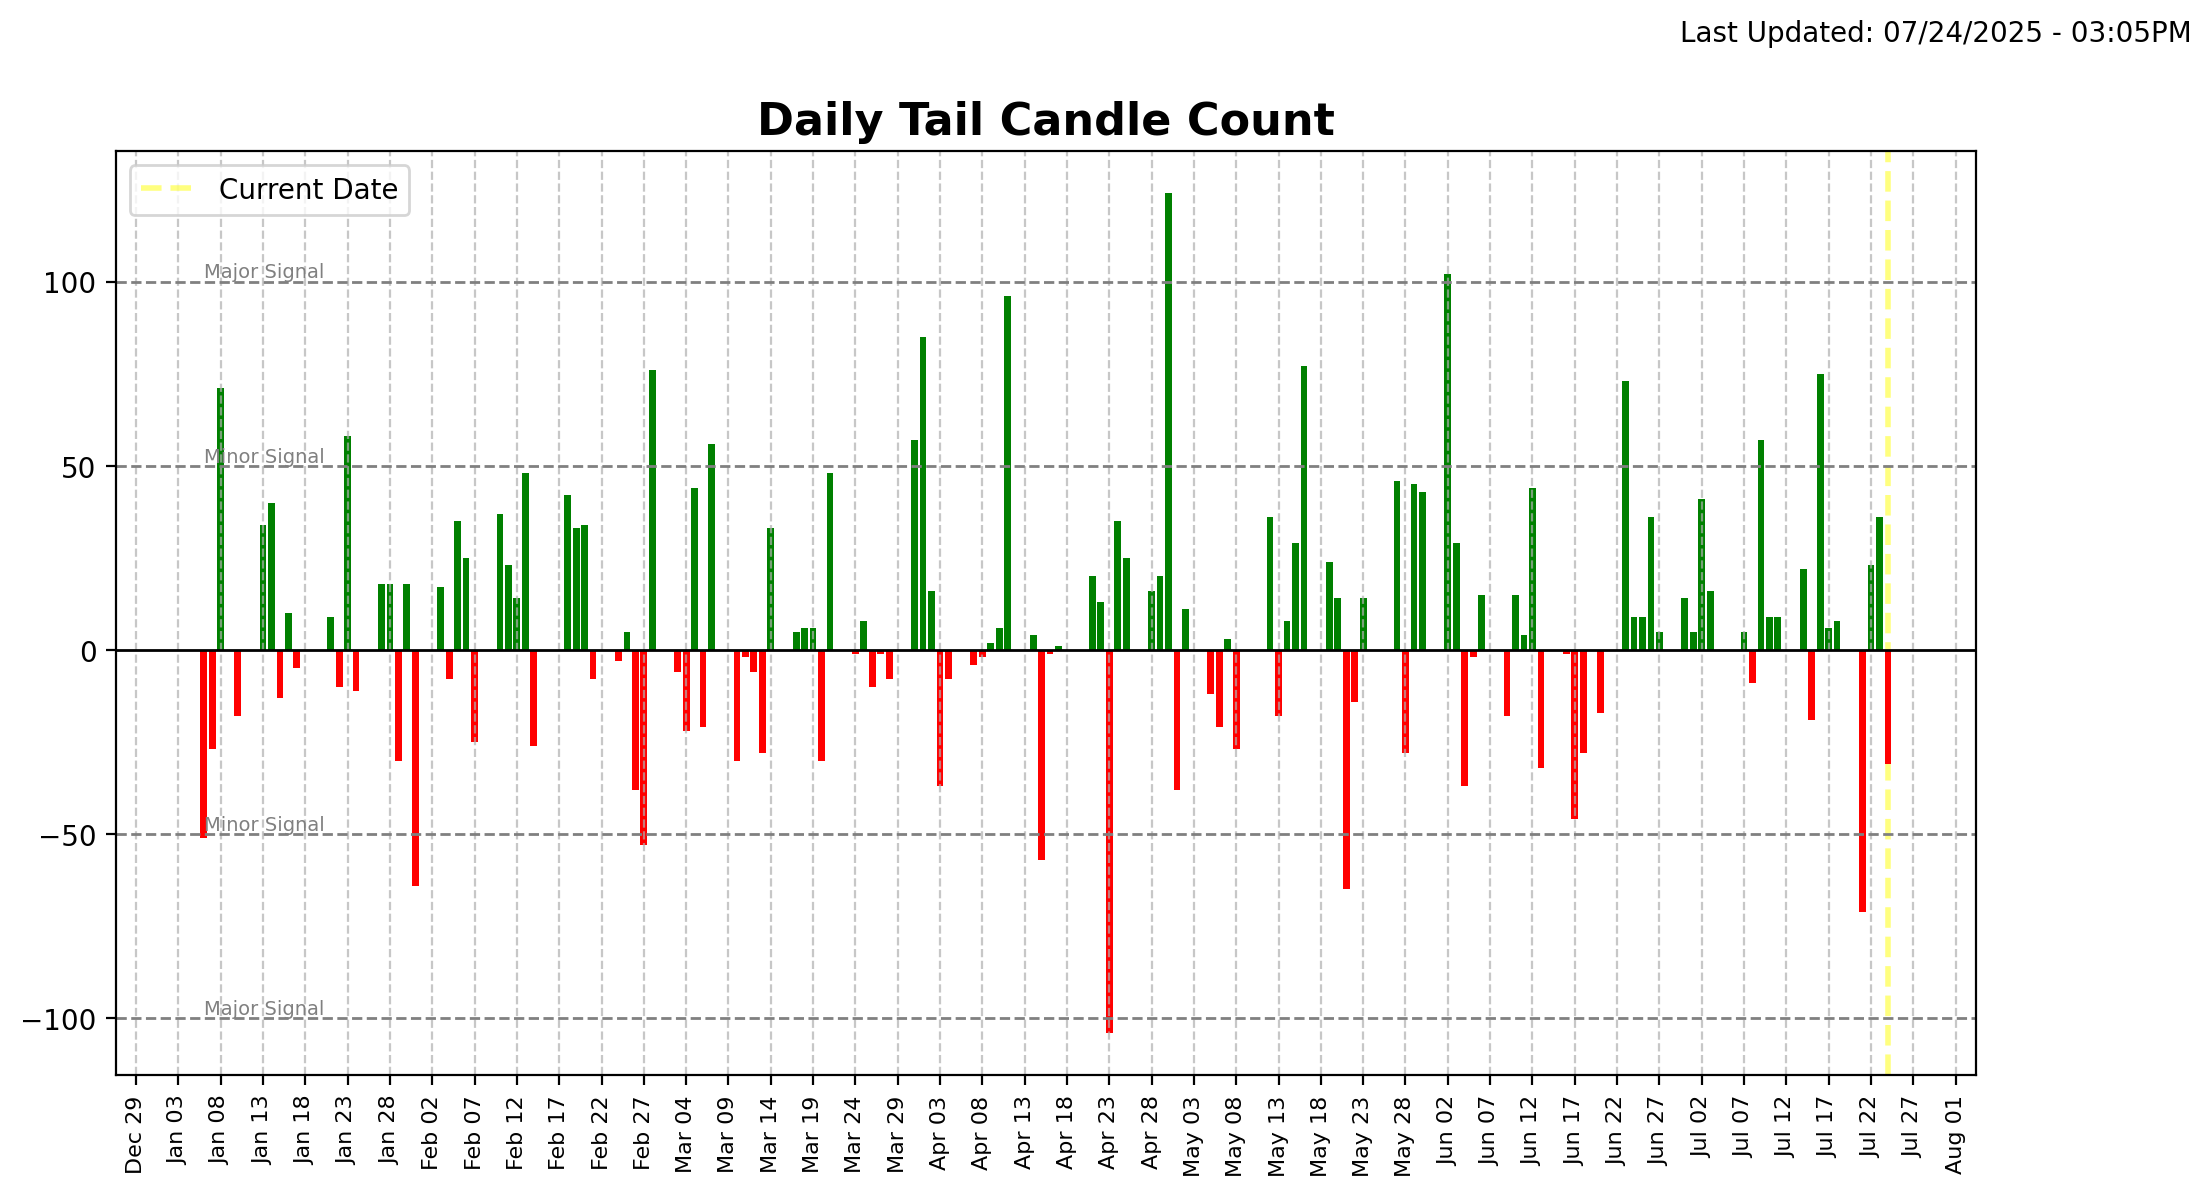 Last Updated: 07/24/2025 - 03:05PM
Daily Tail Candle Count
Current Date
Major Signal
100
Minor Signal
50
0
Minor Signal
−50
Major Signal
−100
Dec 29
Jan 03
Jan 08
Jan 13
Jan 18
Jan 23
Jan 28
Feb 02
Feb 07
Feb 12
Feb 17
Feb 22
Feb 27
Mar 04
Mar 09
Mar 14
Mar 19
Mar 24
Mar 29
Apr 03
Apr 08
Apr 13
Apr 18
Apr 23
Apr 28
May 03
May 08
May 13
May 18
May 23
May 28
Jun 02
Jun 07
Jun 12
Jun 17
Jun 22
Jun 27
Jul 02
Jul 07
Jul 12
Jul 17
Jul 22
Jul 27
Aug 01